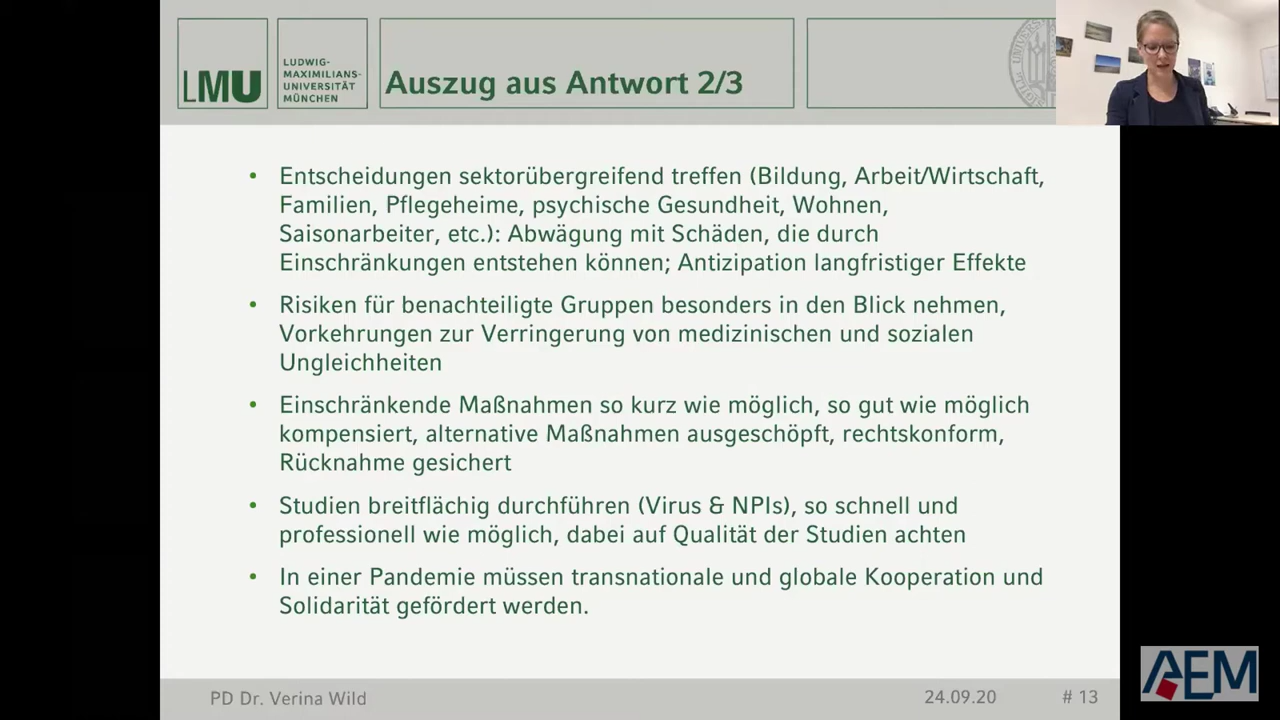 LMU
LUDWIG-
MAXIMILIANS-
UNIVERSITÄT
MÜNCHEN
Auszug aus Antwort 2/3
• Entscheidungen sektorübergreifend treffen (Bildung, Arbeit/Wirtschaft,
Familien, Pflegeheime, psychische Gesundheit, Wohnen,
Saisonarbeiter, etc.): Abwägung mit Schäden, die durch
Einschränkungen entstehen können; Antizipation langfristiger Effekte
• Risiken für benachteiligte Gruppen besonders in den Blick nehmen,
Vorkehrungen zur Verringerung von medizinischen und sozialen
Ungleichheiten
• Einschränkende Maßnahmen so kurz wie möglich, so gut wie möglich
kompensiert, alternative Maßnahmen ausgeschöpft, rechtskonform,
Rücknahme gesichert
• Studien breitflächig durchführen (Virus & NPIs), so schnell und
professionell wie möglich, dabei auf Qualität der Studien achten
• In einer Pandemie müssen transnationale und globale Kooperation und
Solidarität gefördert werden.
PD Dr. Verina Wild
24.09.20
# 13
AEM